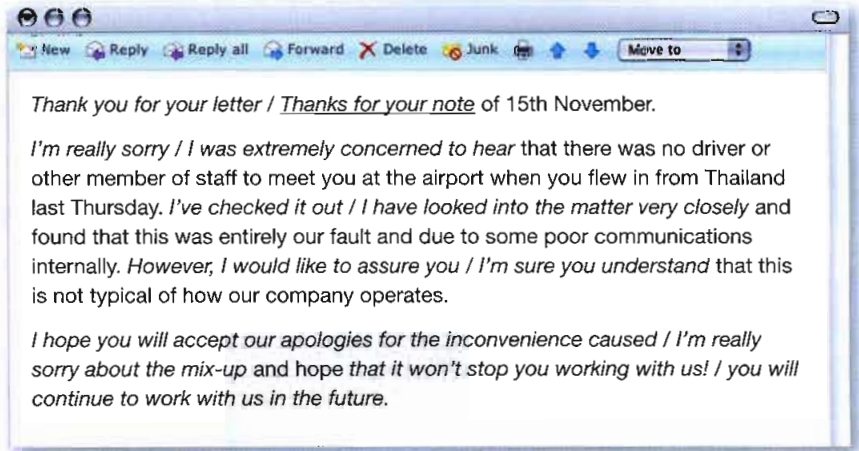 New Reply Reply all Forward Delete Junk Move to
Thank you for your letter / Thanks for your note of 15th November.
I'm really sorry / I was extremely concerned to hear that there was no driver or
other member of staff to meet you at the airport when you flew in from Thailand
last Thursday. I've checked it out / I have looked into the matter very closely and
found that this was entirely our fault and due to some poor communications
internally. However, I would like to assure you / I'm sure you understand that this
is not typical of how our company operates.
I hope you will accept our apologies for the inconvenience caused / I'm really
sorry about the mix-up and hope that it won't stop you working with us! / you will
continue to work with us in the future.